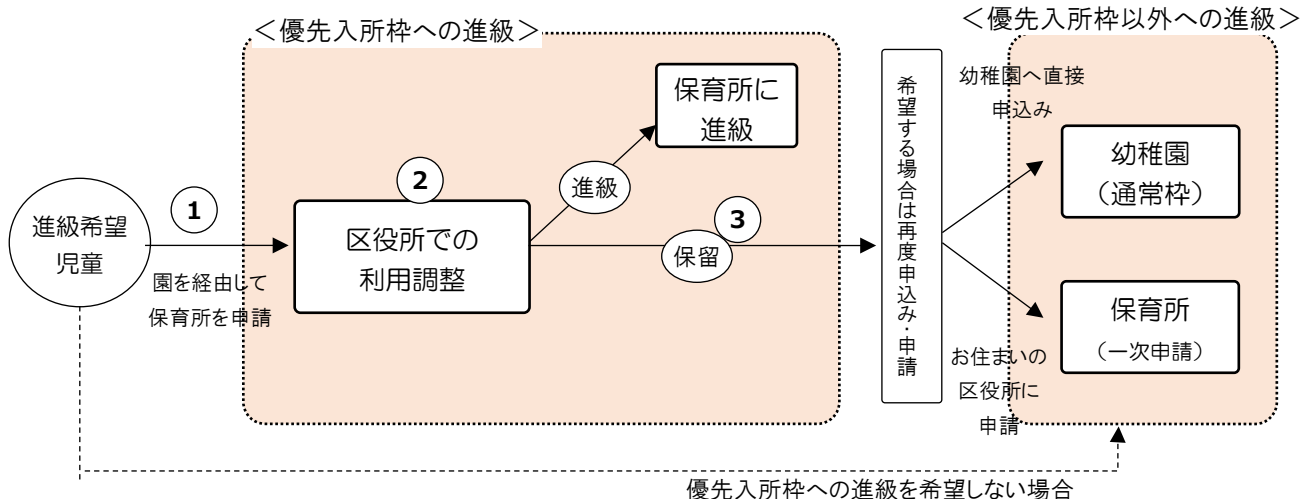 ＜優先入所枠への進級＞
＜優先入所枠以外への進級＞
進級希望
児童
1
園を経由して
保育所を申請
2
区役所での
利用調整
進級
保育所に
進級
3
保留
希望する場合は再度申込み・申請
幼稚園へ直接
申込み
幼稚園
（通常枠）
保育所
（一次申請）
お住まいの
区役所に
申請
優先入所枠への進級を希望しない場合